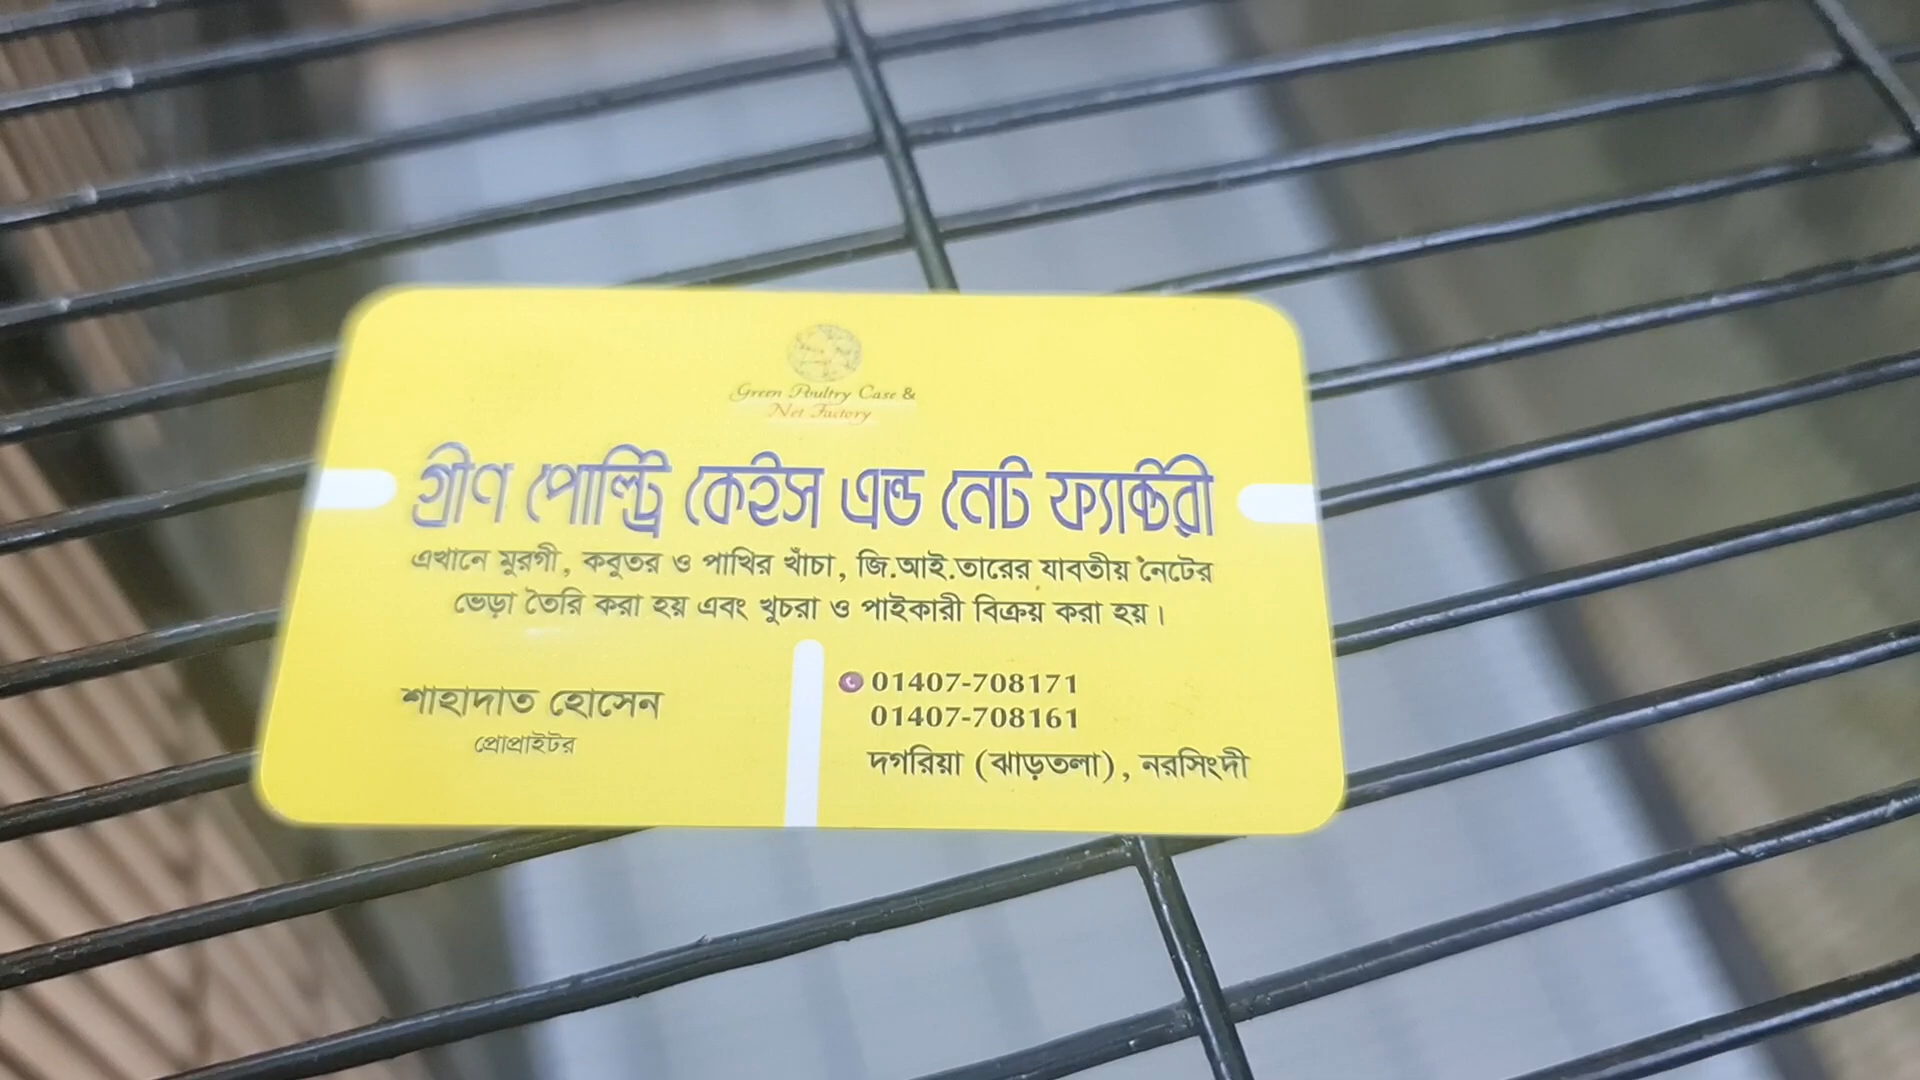 Green Poultry Case &
Net Factory
গ্রীণ পোল্ট্রি কেইস এন্ড নেট ফ্যাক্টরী
এখানে মুরগী, কবুতর ও পাখির খাঁচা, জি.আই.তারের যাবতীয় নেটের
ভেড়া তৈরি করা হয় এবং খুচরা ও পাইকারী বিক্রয় করা হয়।
শাহাদাত হোসেন
প্রোপ্রাইটর
01407-708171
01407-708161
দগরিয়া (ঝাড়তলা), নরসিংদী